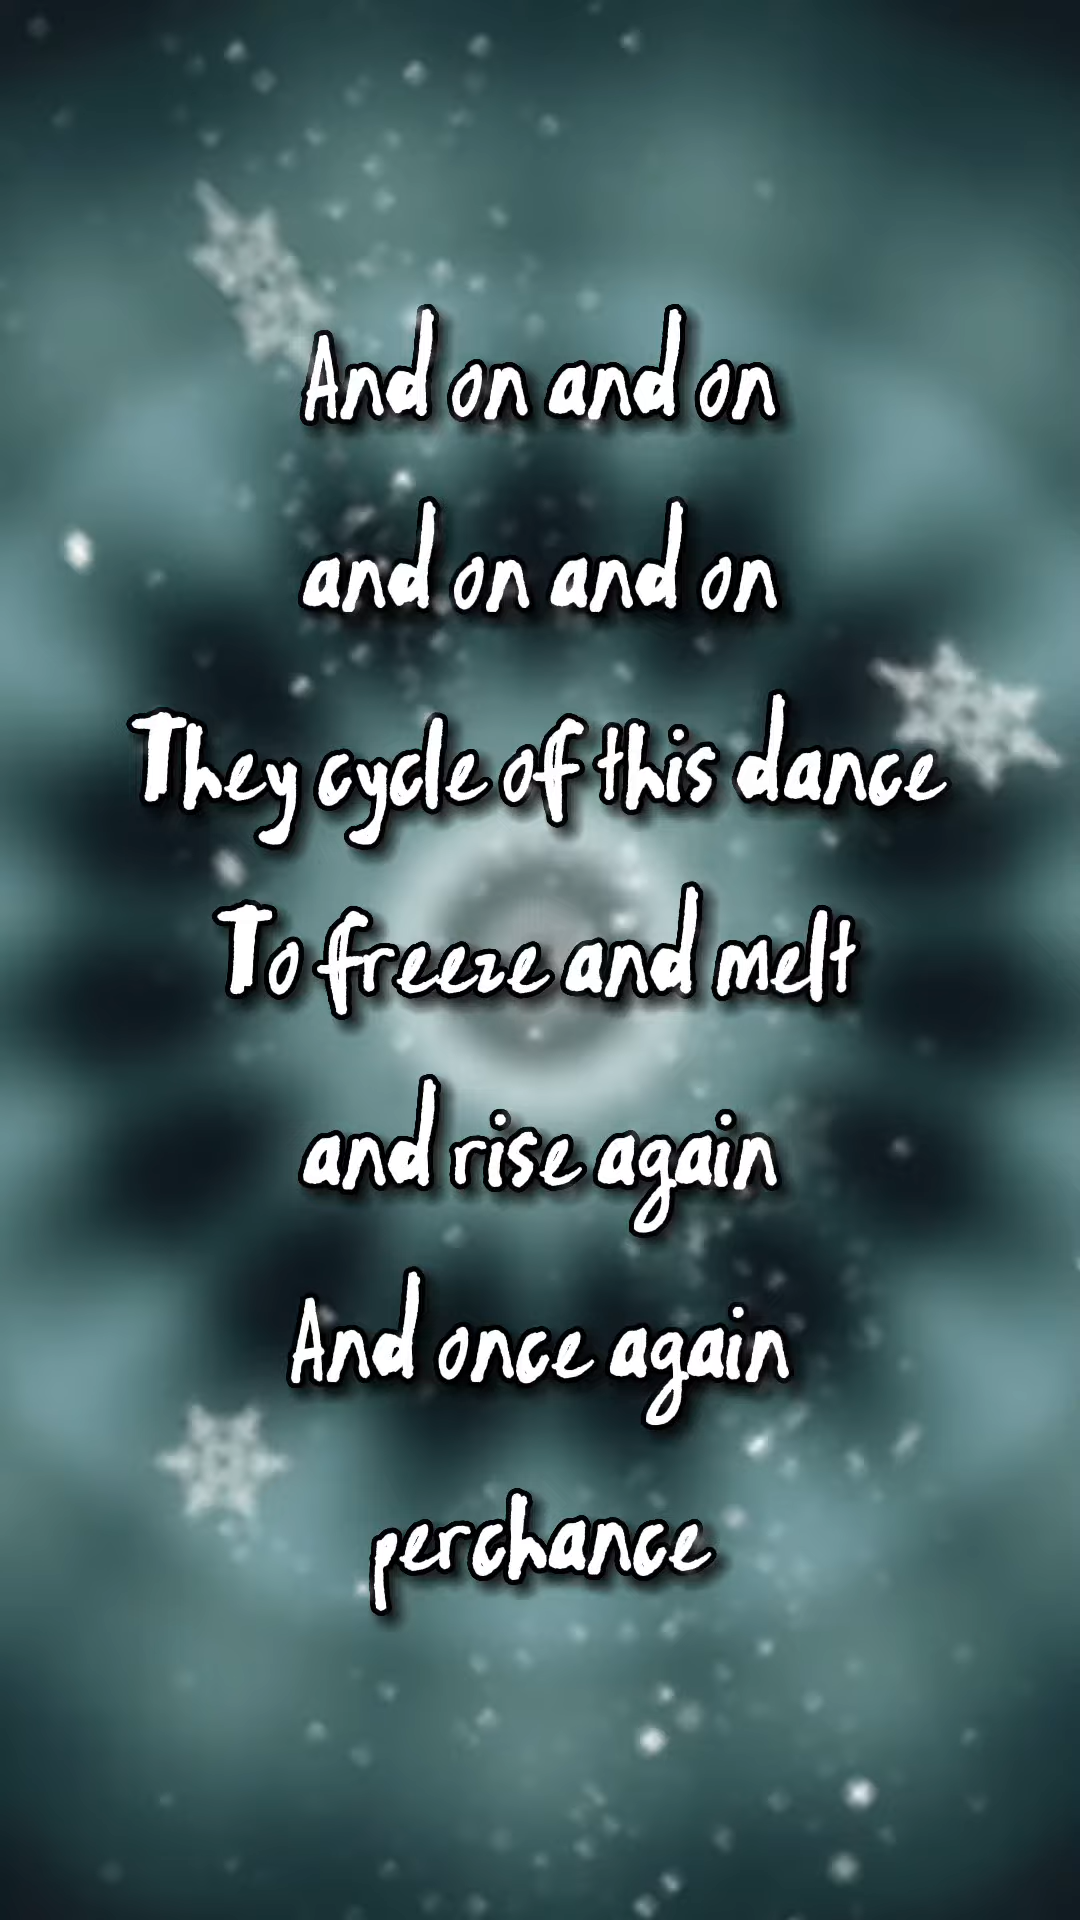 And on and on
and on and on
They cycle of this dance
To freeze and melt
and rise again
And once again
perchance